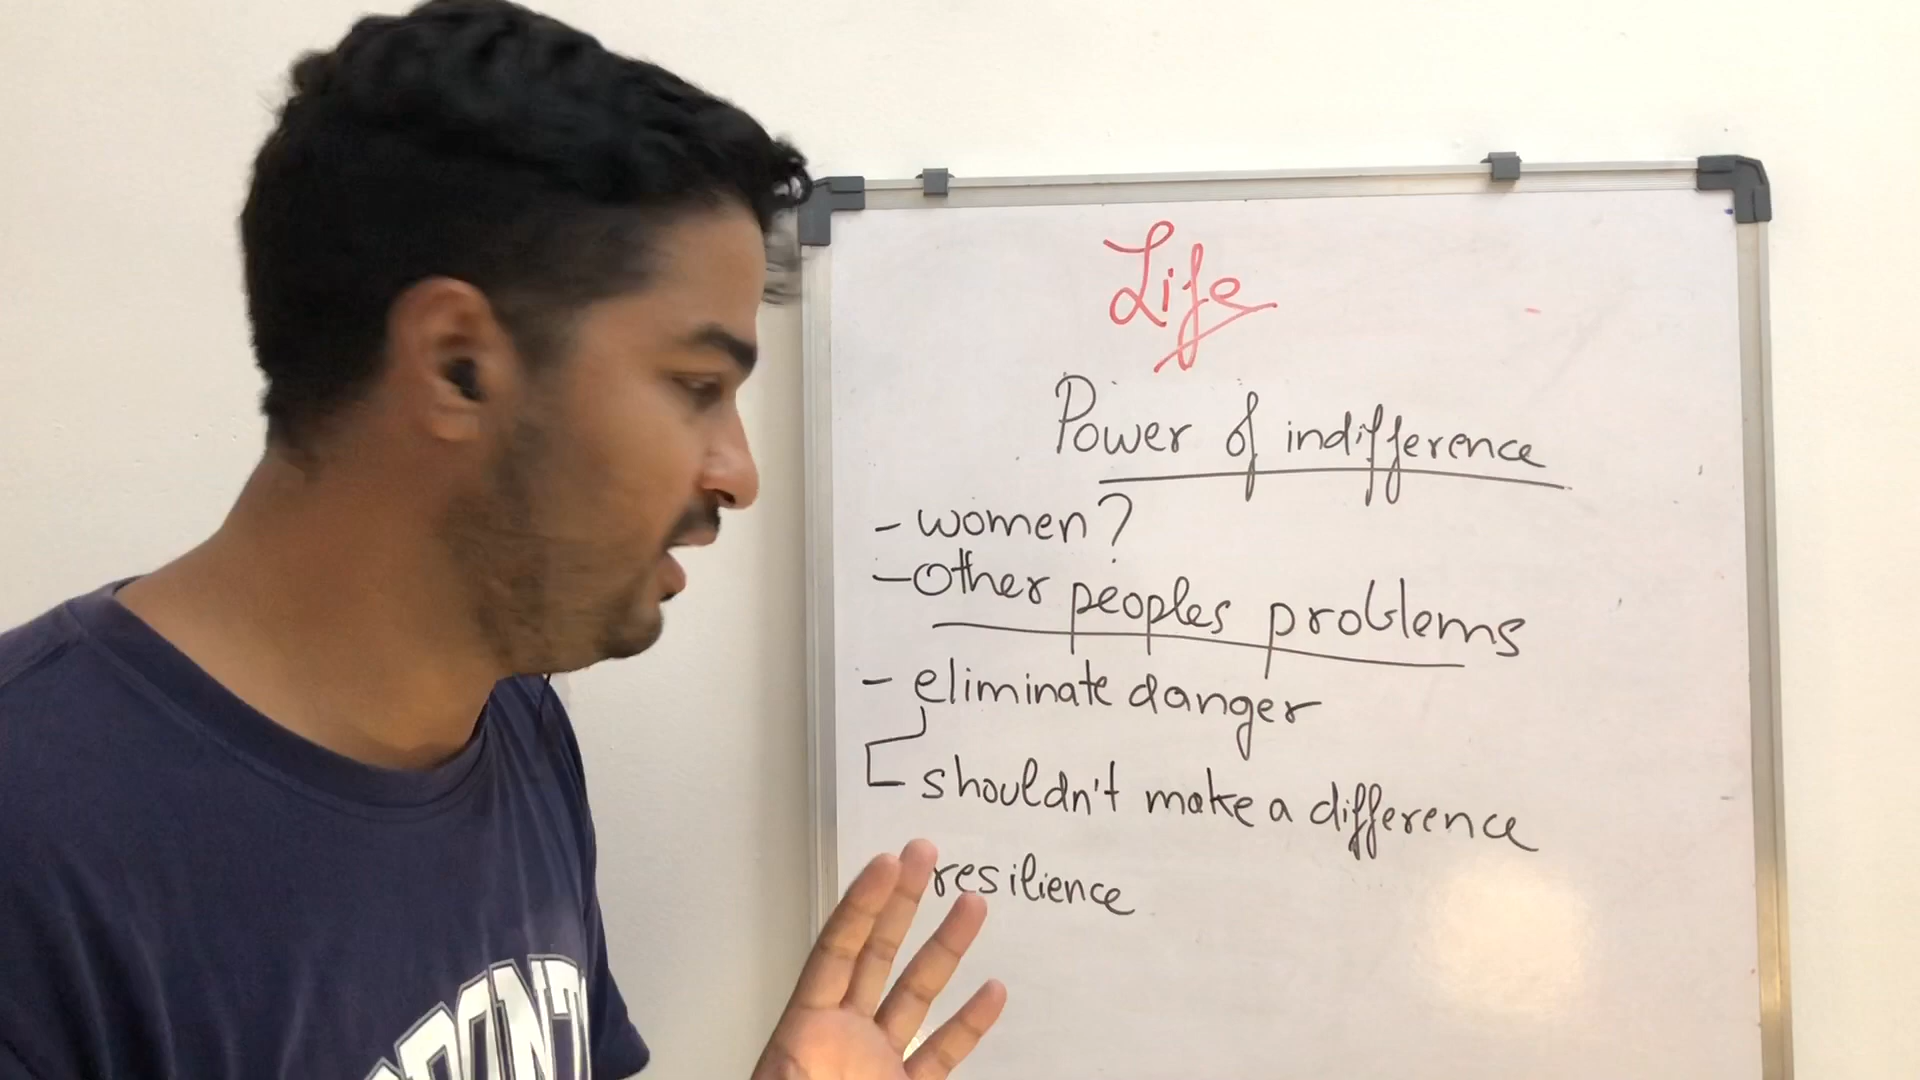 Life
Power of indifference
- women?
- Other peoples problems
- eliminate danger
shouldn't make a difference
resilience